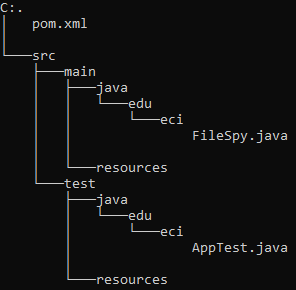 C:.
pom.xml
src
main
java
edu
eci
FileSpy.java
resources
test
java
edu
eci
AppTest.java
resources